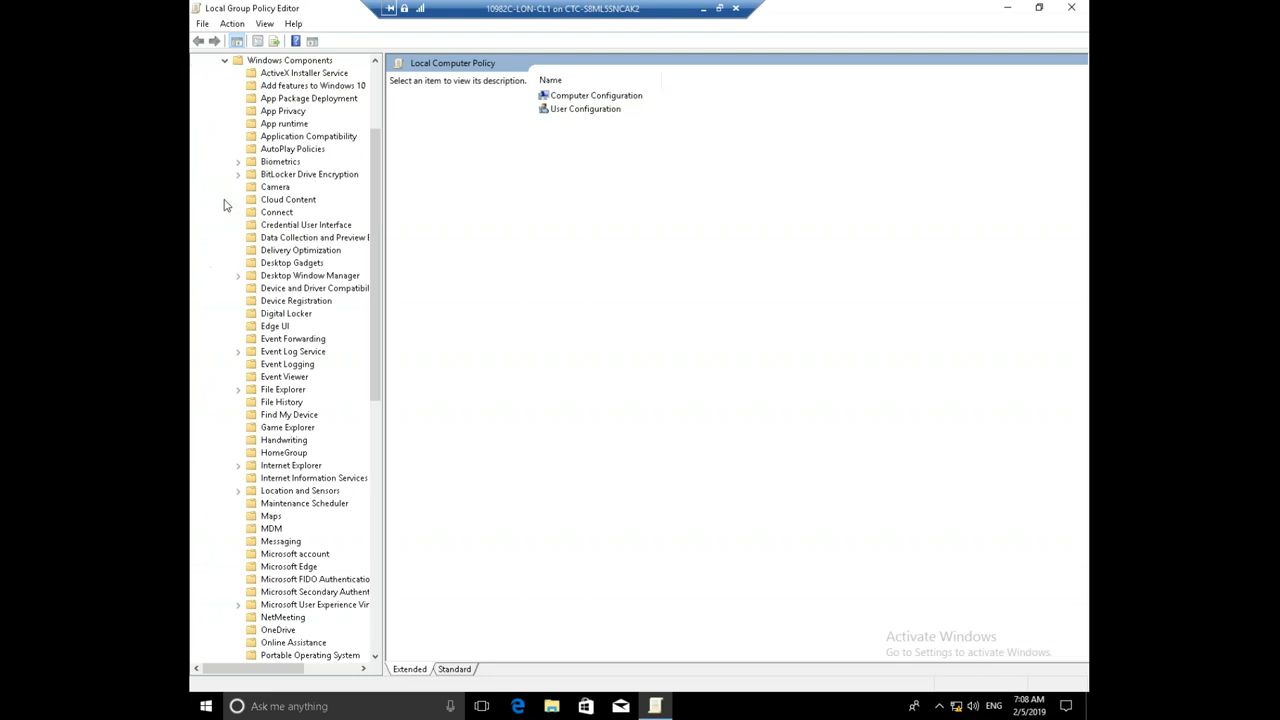 Local Group Policy Editor
10982C-LON-CL1 on CTC-S8ML5SNCAK2
File Action View Help
Windows Components
ActiveX Installer Service
Add features to Windows 10
App Package Deployment
App Privacy
App runtime
Application Compatibility
AutoPlay Policies
Biometrics
BitLocker Drive Encryption
Camera
Cloud Content
Connect
Credential User Interface
Data Collection and Preview B
Delivery Optimization
Desktop Gadgets
Desktop Window Manager
Device and Driver Compatibil
Device Registration
Digital Locker
Edge UI
Event Forwarding
Event Log Service
Event Logging
Event Viewer
File Explorer
File History
Find My Device
Game Explorer
Handwriting
HomeGroup
Internet Explorer
Internet Information Services
Location and Sensors
Maintenance Scheduler
Maps
MDM
Messaging
Microsoft account
Microsoft Edge
Microsoft FIDO Authenticatio
Microsoft Secondary Authent
Microsoft User Experience Vir
NetMeeting
OneDrive
Online Assistance
Portable Operating System
Local Computer Policy
Select an item to view its description.
Name
Computer Configuration
User Configuration
Activate Windows
Go to Settings to activate Windows.
Extended Standard
Ask me anything
ENG
7:08 AM
2/5/2019